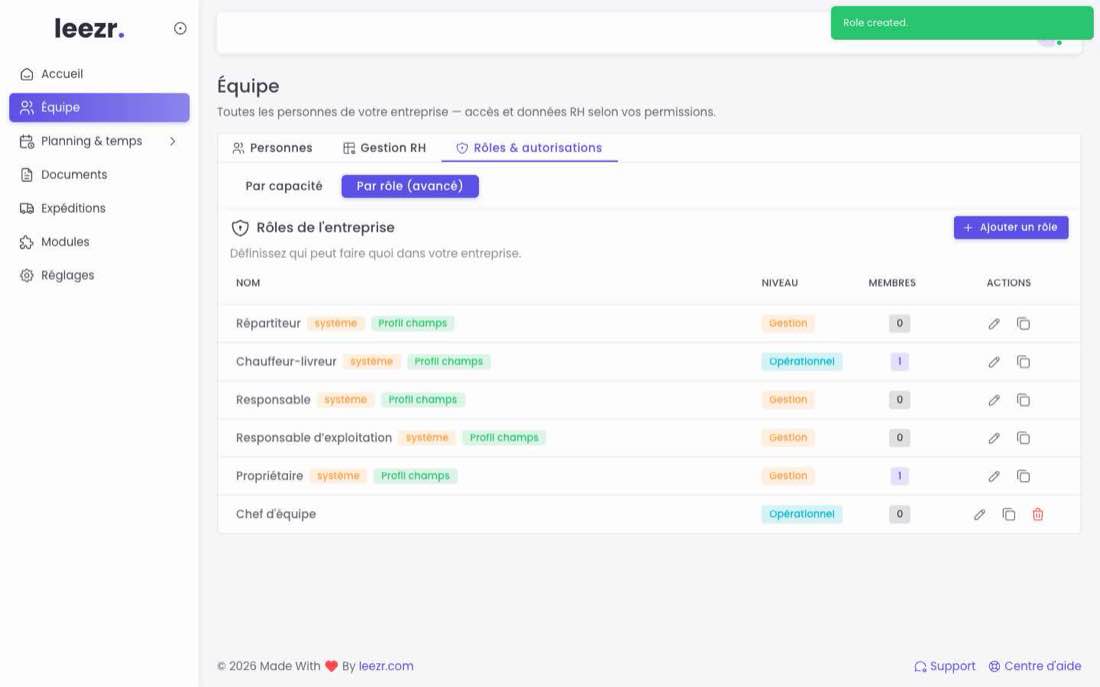 leezr.
Role created.
Accueil
Équipe
Planning & temps
Documents
Expéditions
Modules
Réglages
Équipe
Toutes les personnes de votre entreprise — accès et données RH selon vos permissions.
Personnes Gestion RH Rôles & autorisations
Par capacité Par rôle (avancé)
Rôles de l'entreprise
+ Ajouter un rôle
Définissez qui peut faire quoi dans votre entreprise.
NOM NIVEAU MEMBRES ACTIONS
Répartiteur système Profil champs Gestion 0
Chauffeur-livreur système Profil champs Opérationnel 1
Responsable système Profil champs Gestion 0
Responsable d'exploitation système Profil champs Gestion 0
Propriétaire système Profil champs Gestion 1
Chef d'équipe Opérationnel 0
© 2026 Made With ❤️ By leezr.com
Support Centre d'aide